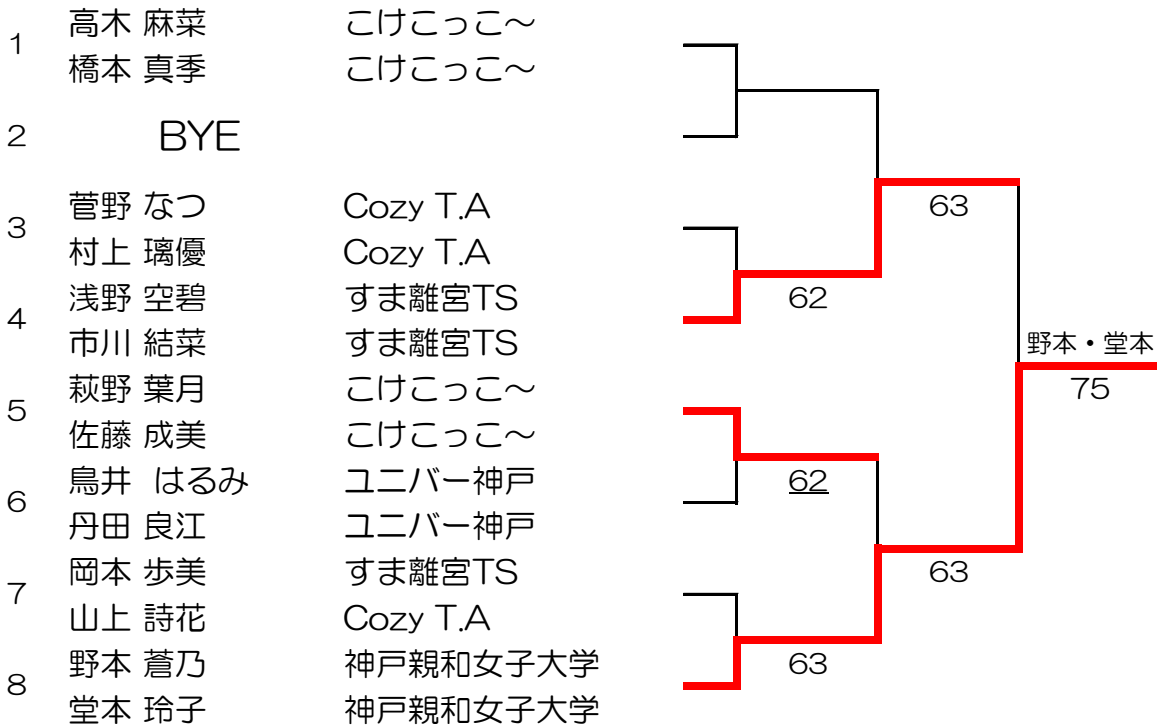 1
高木 麻菜 こけこっこ～
橋本 真季 こけこっこ～
2 BYE
3
菅野 なつ Cozy T.A
村上 璃優 Cozy T.A
63
4
浅野 空碧 すま離宮TS
62
市川 結菜 すま離宮TS
野本・堂本
75
5
萩野 葉月 こけこっこ～
佐藤 成美 こけこっこ～
6
鳥井 はるみ ユニバー神戸
62
丹田 良江 ユニバー神戸
7
岡本 歩美 すま離宮TS
63
山上 詩花 Cozy T.A
8
野本 蒼乃 神戸親和女子大学
63
堂本 玲子 神戸親和女子大学